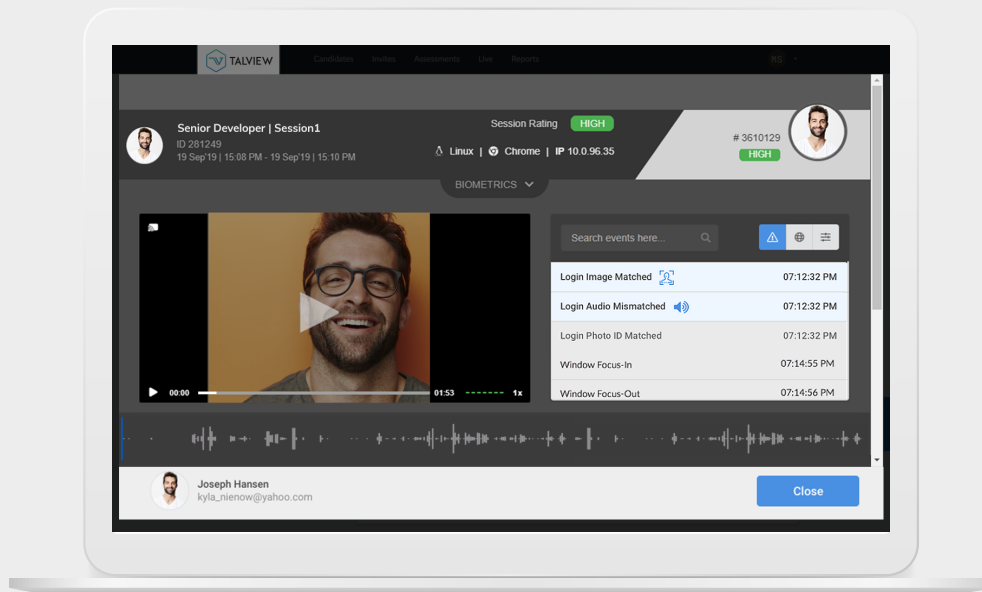 TALVIEW
Candidates Invites Assessments Live Reports MS
Senior Developer | Session1
ID 281249
19 Sep'19 | 15:08 PM - 19 Sep'19 | 15:10 PM
Session Rating HIGH
Linux | Chrome | IP 10.0.96.35
# 3610129
HIGH
BIOMETRICS
00:00 01:53 1x
Search events here...
Login Image Matched 07:12:32 PM
Login Audio Mismatched 07:12:32 PM
Login Photo ID Matched 07:12:32 PM
Window Focus-In 07:14:55 PM
Window Focus-Out 07:14:56 PM
Joseph Hansen
kyla_nienow@yahoo.com
Close